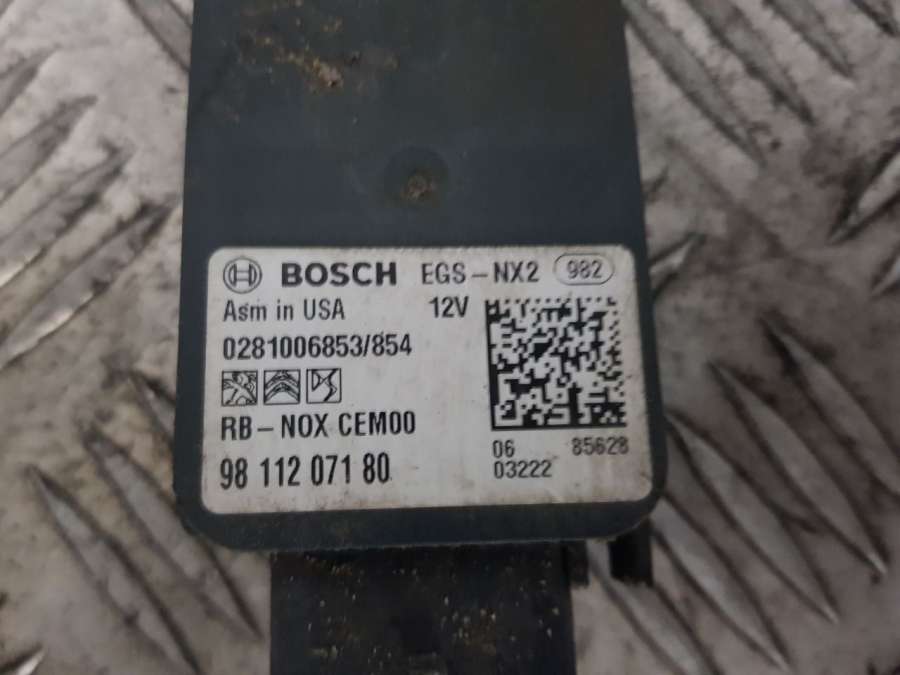 BOSCH EGS-NX2 982
Asm in USA 12V
0281006853/854
RB-NOX CEM00
98 112 071 80
06 85628
03222